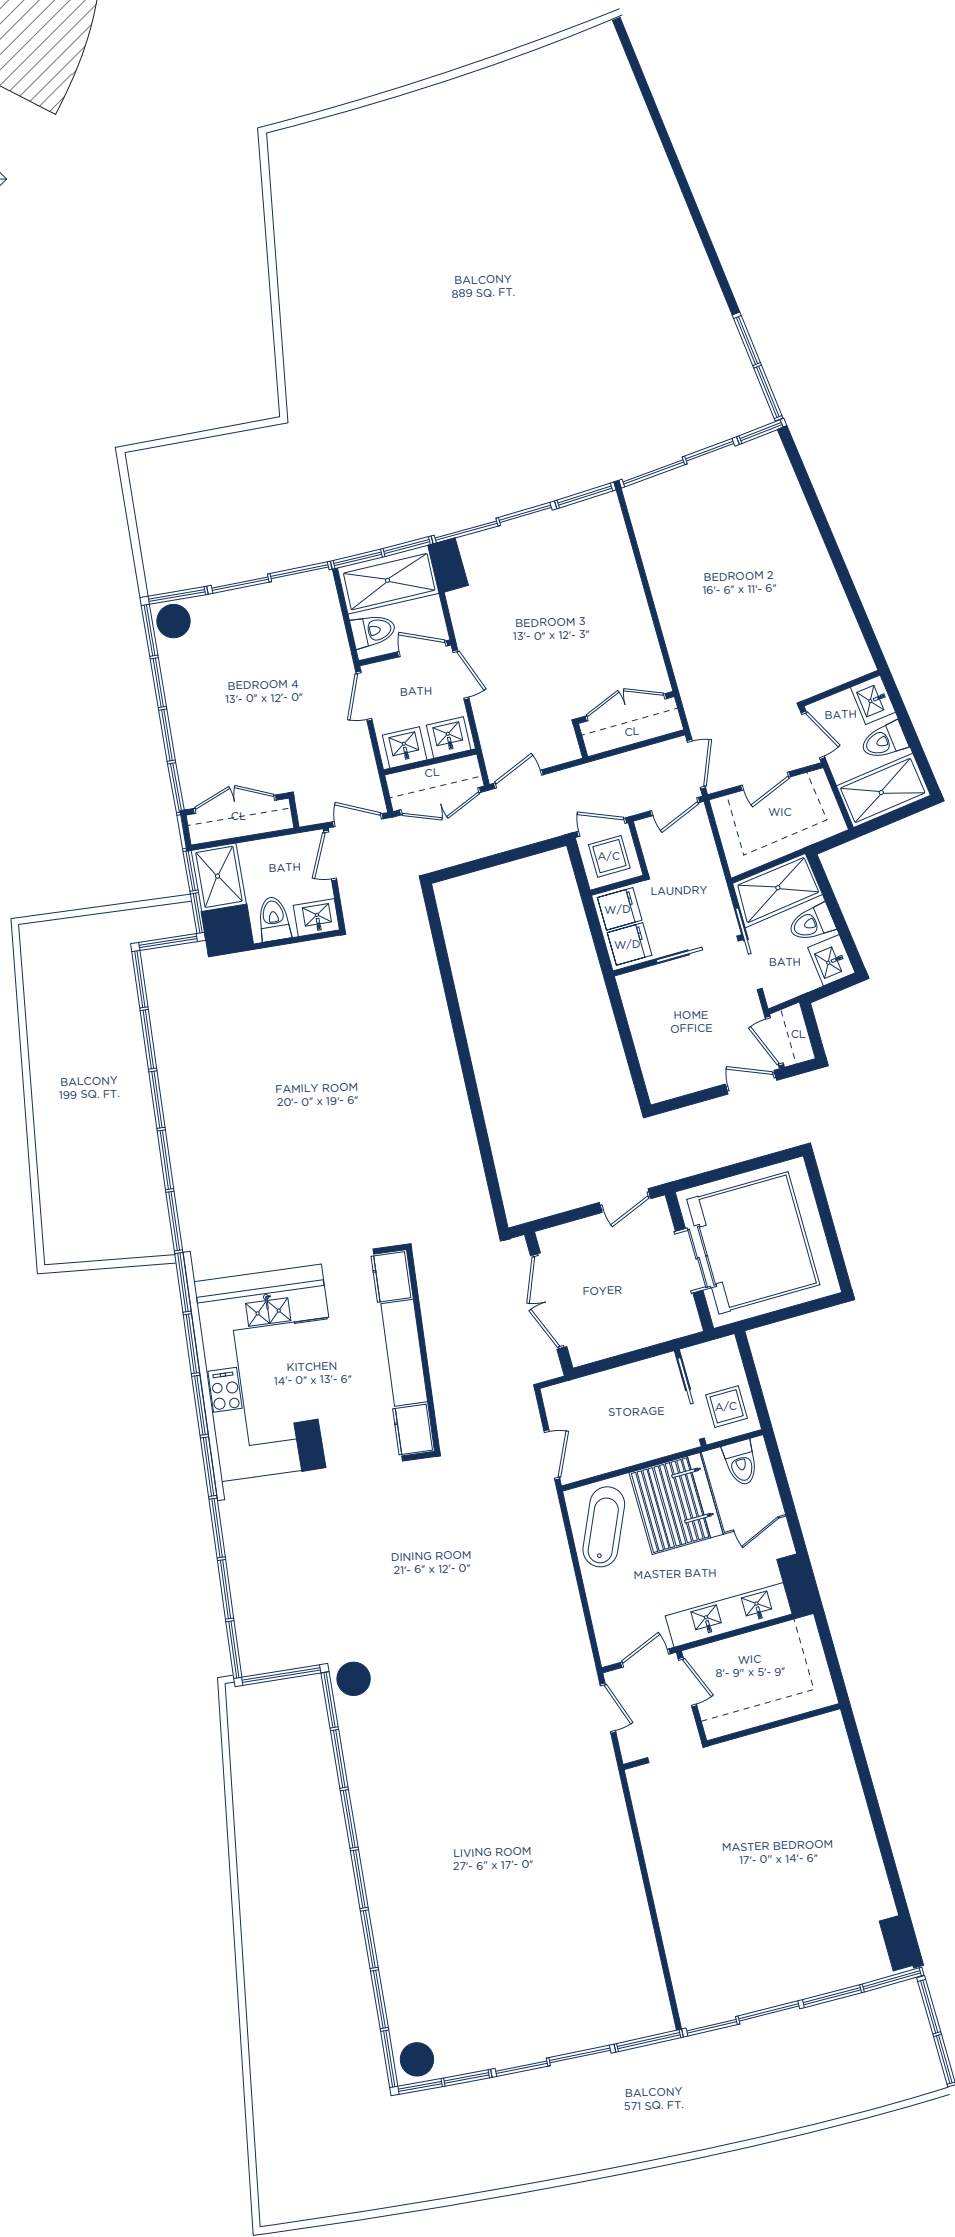 BALCONY
889 SQ. FT.
BEDROOM 2
16'- 6" x 11'- 6"
BEDROOM 3
13'- 0" x 12'- 3"
BEDROOM 4
13'- 0" x 12'- 0"
BATH
BATH
CL
CL
WIC
CL
A/C
BATH
LAUNDRY
W/D
W/D
BATH
HOME
OFFICE
CL
BALCONY
199 SQ. FT.
FAMILY ROOM
20'- 0" x 19'- 6"
FOYER
KITCHEN
14'- 0" x 13'- 6"
STORAGE
A/C
DINING ROOM
21'- 6" x 12'- 0"
MASTER BATH
WIC
8'- 9" x 5'- 9"
LIVING ROOM
27'- 6" x 17'- 0"
MASTER BEDROOM
17'- 0" x 14'- 6"
BALCONY
571 SQ. FT.